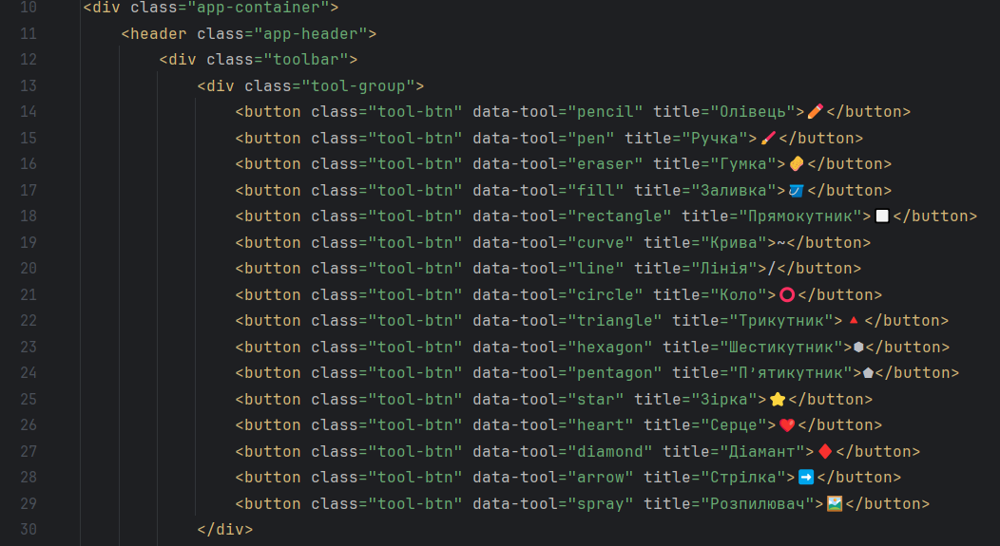 10 <div class="app-container">
11 <header class="app-header">
12 <div class="toolbar">
13 <div class="tool-group">
14 <button class="tool-btn" data-tool="pencil" title="Олівець">✏️</button>
15 <button class="tool-btn" data-tool="pen" title="Ручка">🖌️</button>
16 <button class="tool-btn" data-tool="eraser" title="Гумка">🧽</button>
17 <button class="tool-btn" data-tool="fill" title="Заливка">🪣</button>
18 <button class="tool-btn" data-tool="rectangle" title="Прямокутник">⬜</button>
19 <button class="tool-btn" data-tool="curve" title="Крива">~</button>
20 <button class="tool-btn" data-tool="line" title="Лінія">/</button>
21 <button class="tool-btn" data-tool="circle" title="Коло">⭕</button>
22 <button class="tool-btn" data-tool="triangle" title="Трикутник">🔺</button>
23 <button class="tool-btn" data-tool="hexagon" title="Шестикутник">⬢</button>
24 <button class="tool-btn" data-tool="pentagon" title="П’ятикутник">⬟</button>
25 <button class="tool-btn" data-tool="star" title="Зірка">⭐</button>
26 <button class="tool-btn" data-tool="heart" title="Серце">❤️</button>
27 <button class="tool-btn" data-tool="diamond" title="Діамант">♦️</button>
28 <button class="tool-btn" data-tool="arrow" title="Стрілка">➡️</button>
29 <button class="tool-btn" data-tool="spray" title="Розпилювач">🖼️</button>
30 </div>